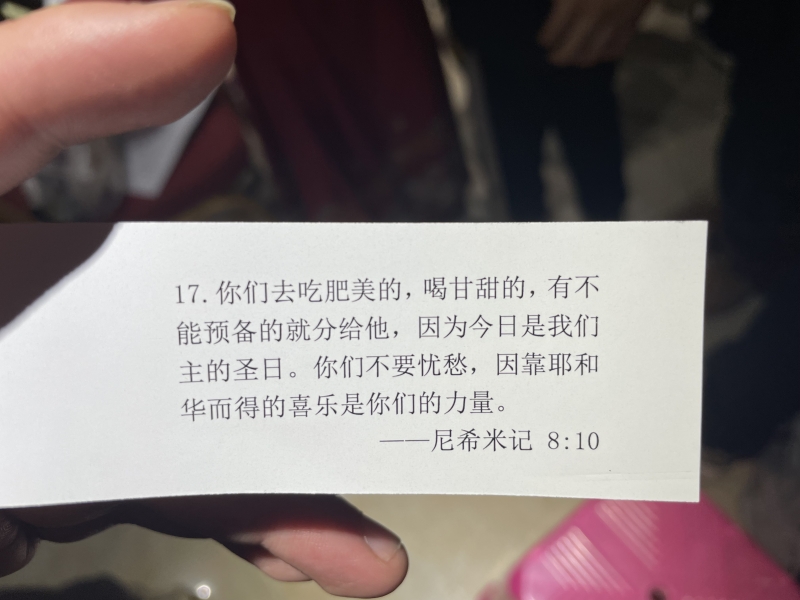 17. 你们去吃肥美的，喝甘甜的，有不
能预备的就分给他，因为今日是我们
主的圣日。你们不要忧愁，因靠耶和
华而得的喜乐是你们的力量。
——尼希米记 8:10